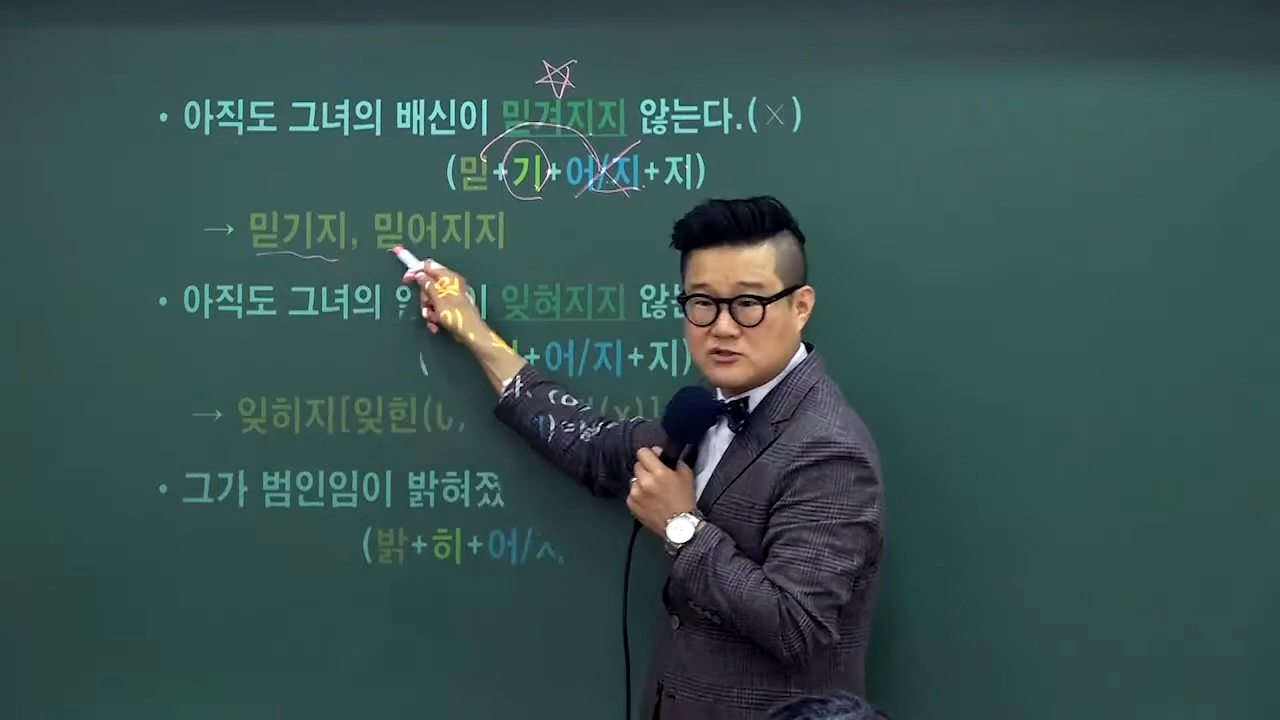 • 아직도 그녀의 배신이 믿겨지지 않는다.(×)
(믿+기+어/지+저)
→ 믿기지, 믿어지지
• 아직도 그녀의 잊혀지지
+어/지+지)
→ 잊히지[잊힌(
• 그가 범인임이 밝혀졌
(밝+히+어/